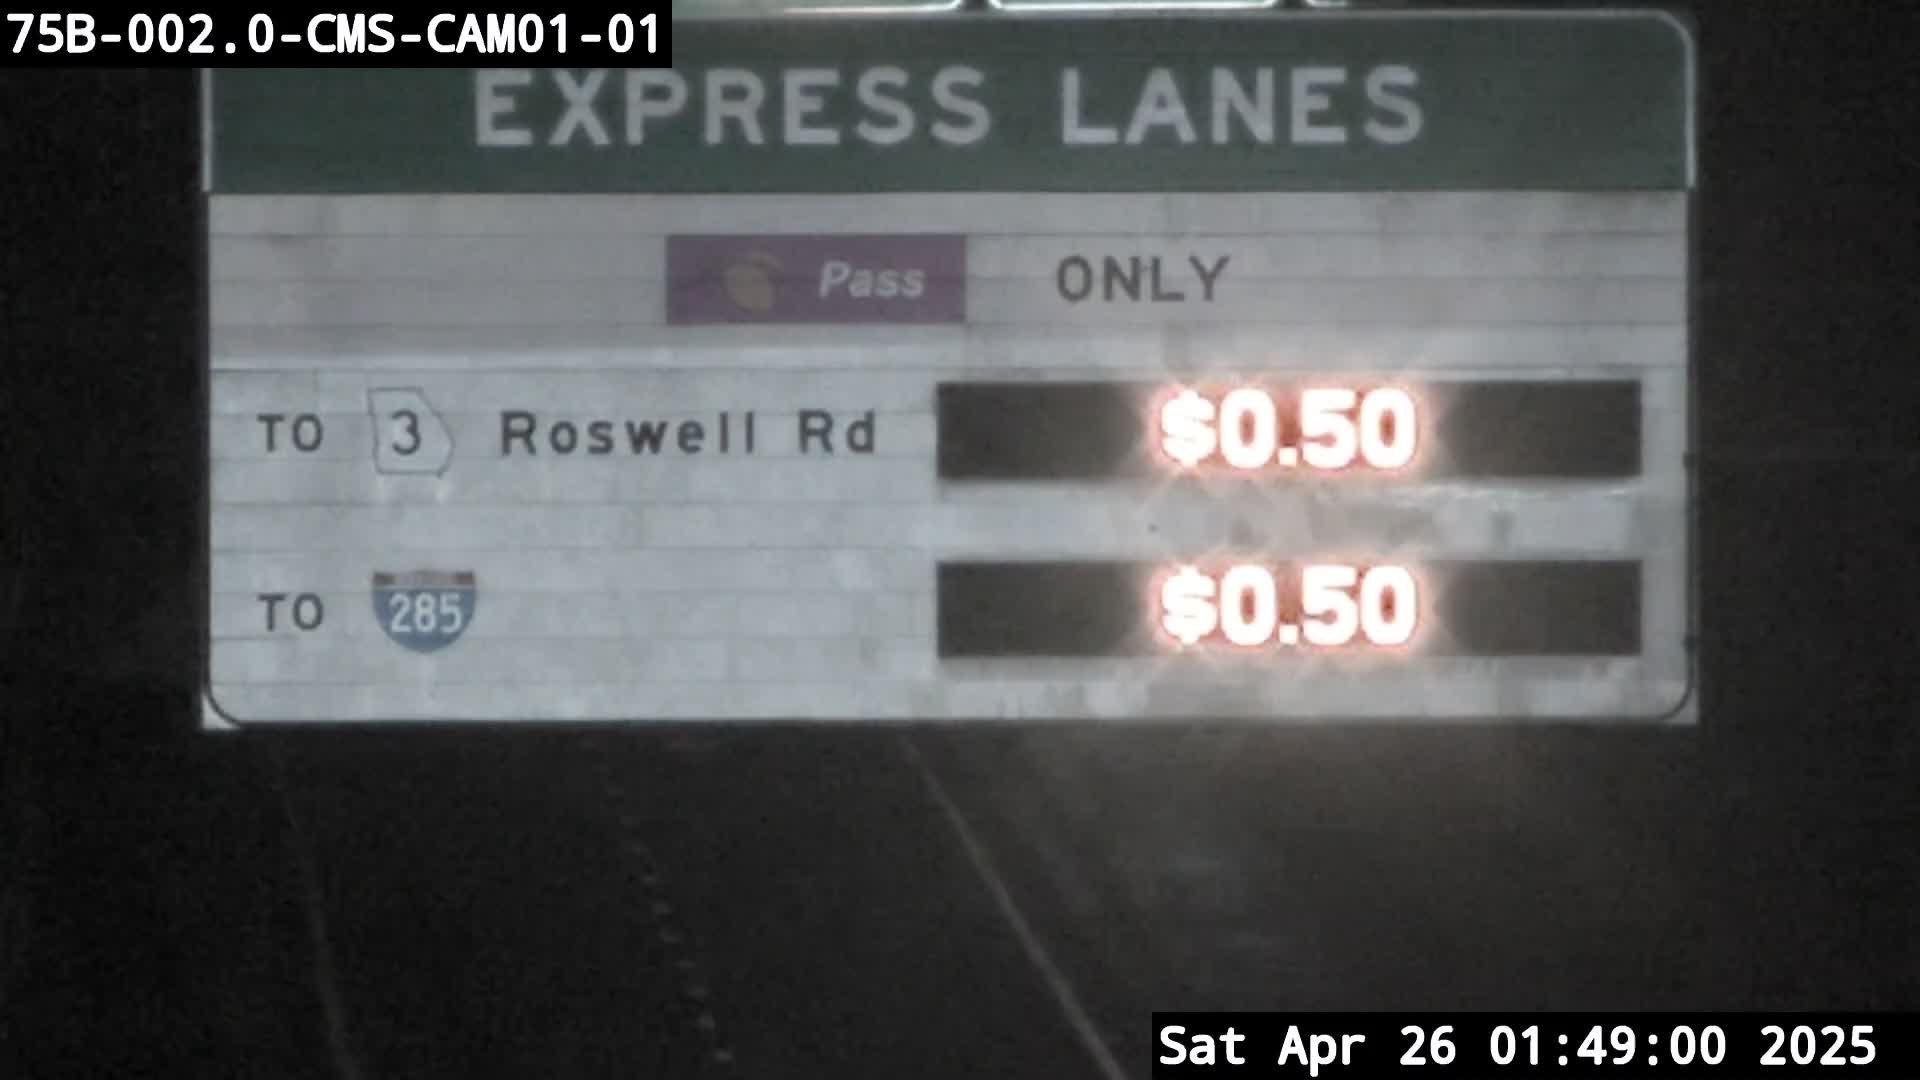 75B-002.0-CMS-CAM01-01
EXPRESS LANES
Pass ONLY
TO 3 Roswell Rd $0.50
TO 285 $0.50
Sat Apr 26 01:49:00 2025